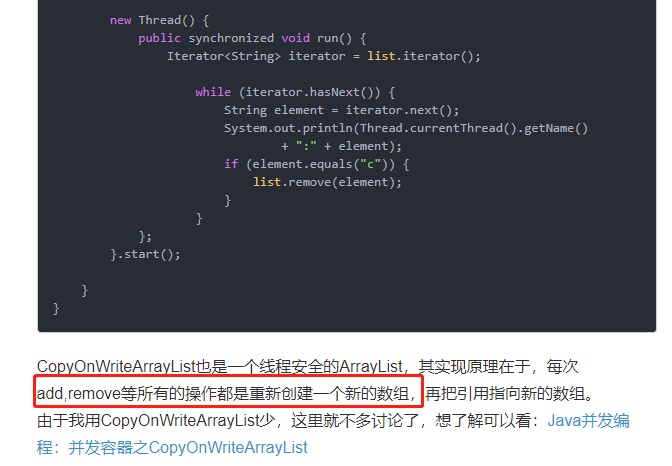 new Thread() {
public synchronized void run() {
Iterator<String> iterator = list.iterator();
while (iterator.hasNext()) {
String element = iterator.next();
System.out.println(Thread.currentThread().getName()
+ ":" + element);
if (element.equals("c")) {
list.remove(element);
}
}
};
}.start();
}
}
CopyOnWriteArrayList也是一个线程安全的ArrayList，其实现原理在于，每次
add,remove等所有的操作都是重新创建一个新的数组，再把引用指向新的数组。
由于我用CopyOnWriteArrayList少，这里就不多讨论了，想了解可以看：Java并发编
程：并发容器之CopyOnWriteArrayList